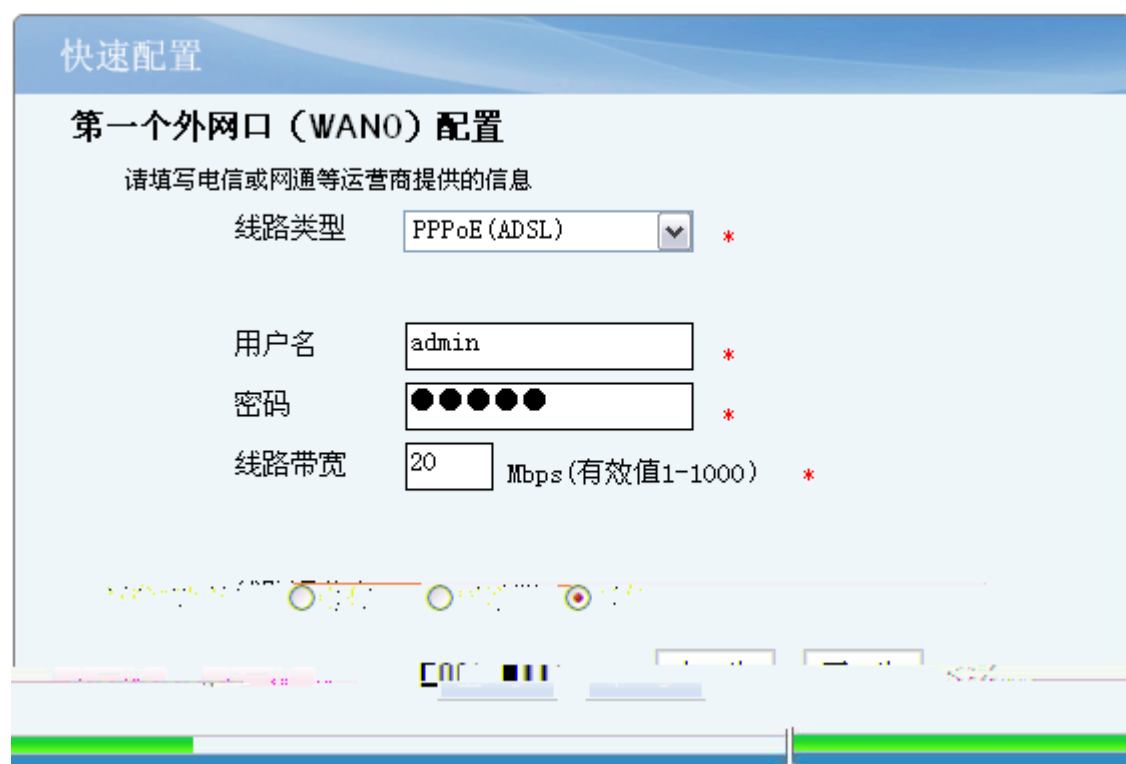 快速配置
第一个外网口（WAN0）配置
请填写电信或网通等运营商提供的信息
线路类型 PPPoE(ADSL) *
用户名 admin *
密码 ●●●●● *
线路带宽 20 Mbps(有效值1-1000) *